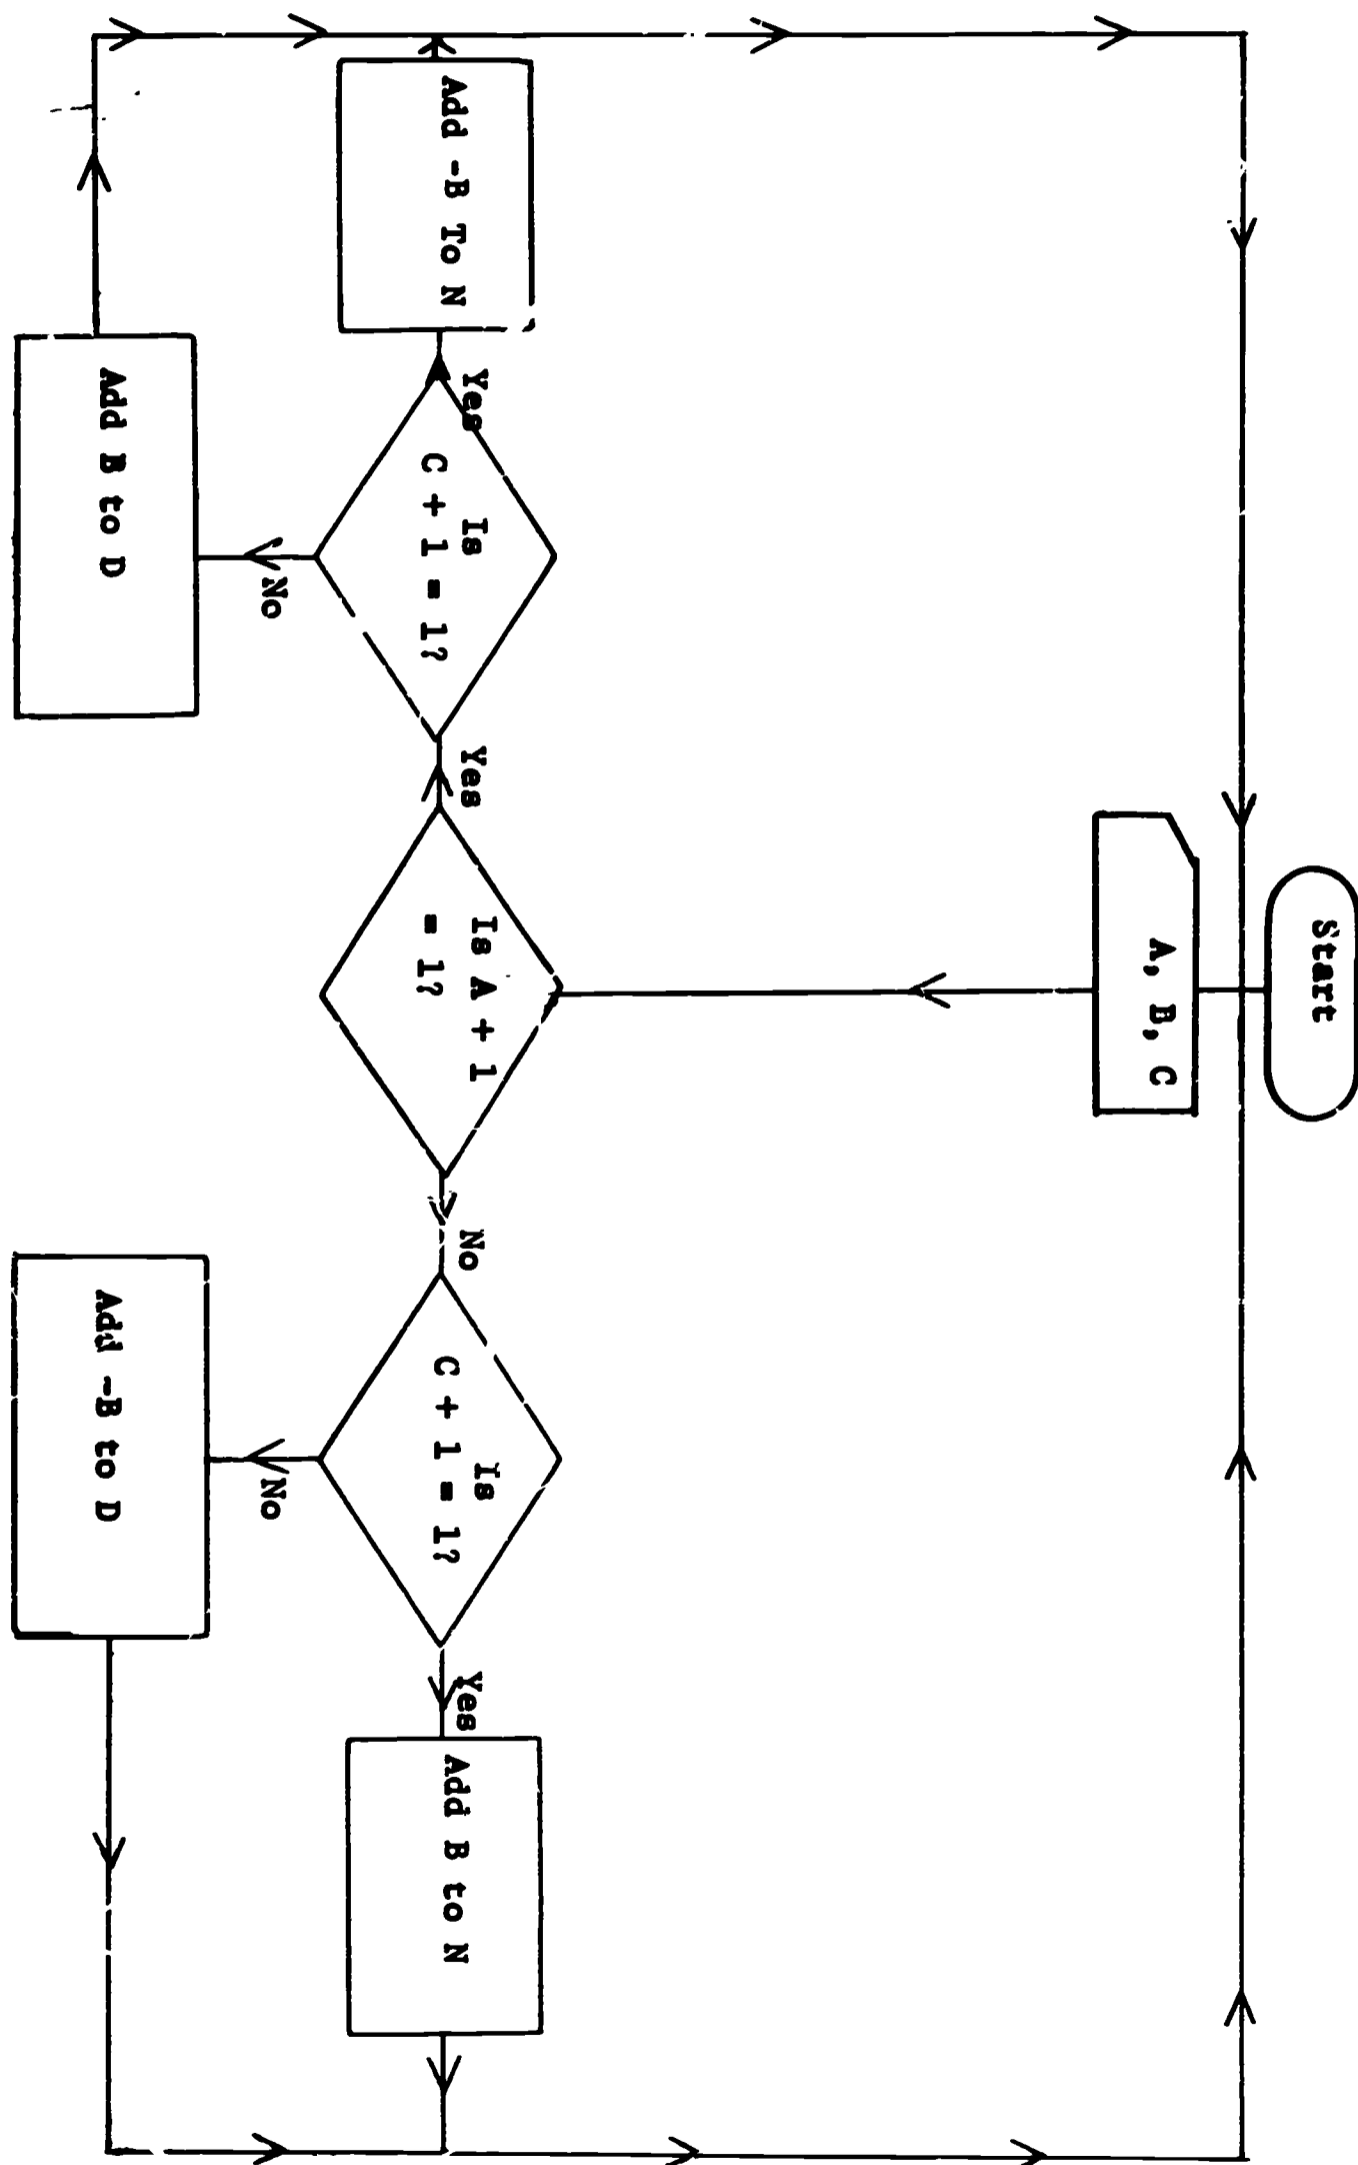 Start
A, B, C
Is A + 1
= 1?
Yes
Is
C + 1 = 1?
Yes
Add -B To N
No
Add B to D
No
Is
C + 1 = 1?
Yes
Add B to N
No
Add -B to D